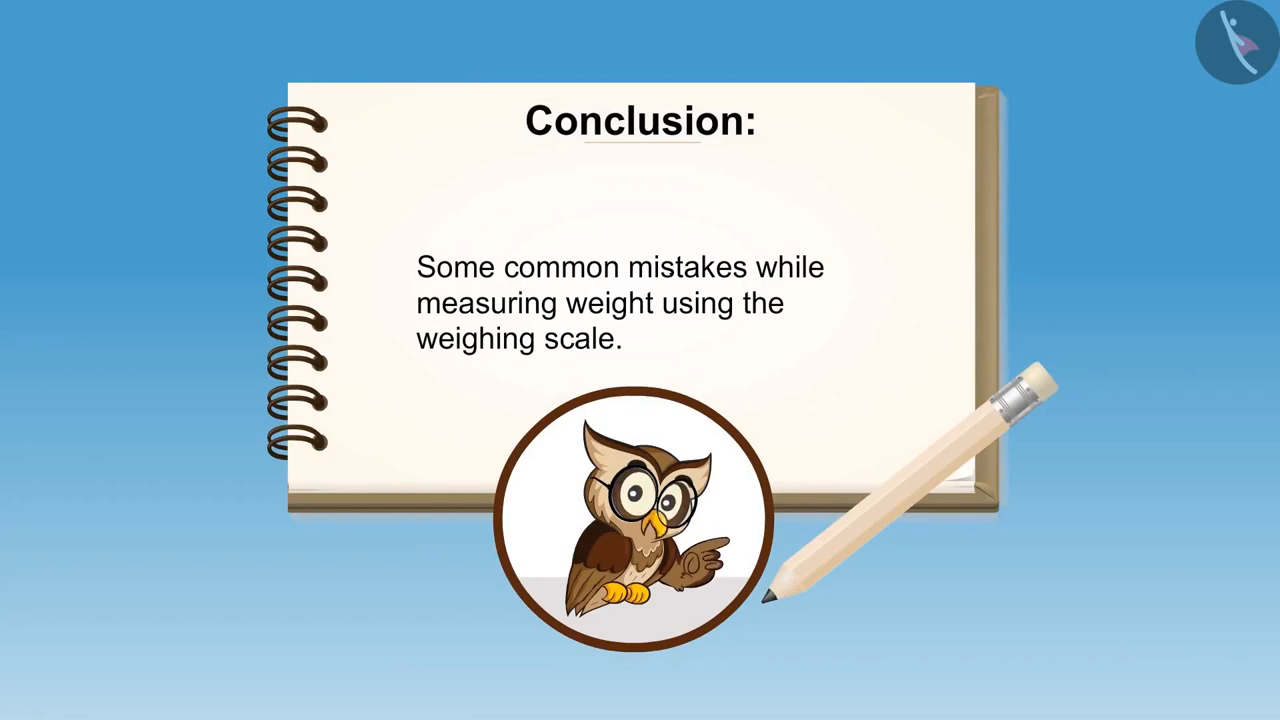 Conclusion:
Some common mistakes while
measuring weight using the
weighing scale.